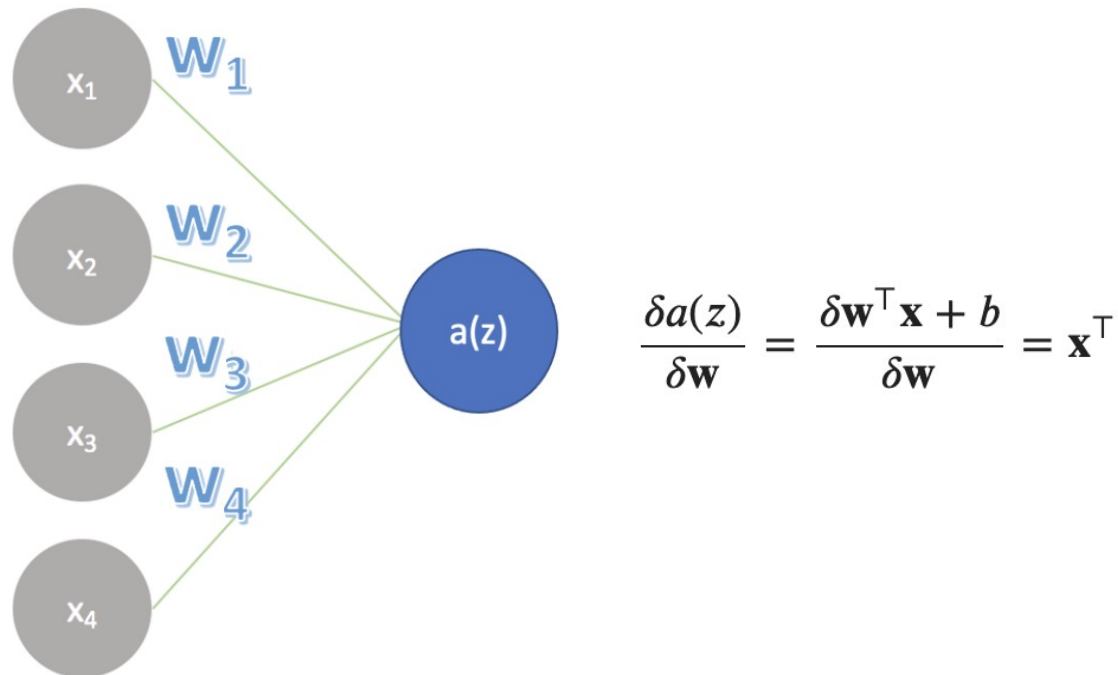 x₁
W₁
x₂
W₂
a(z)
δa(z)/δw = δw⊤x + b/δw = x⊤
x₃
W₃
x₄
W₄